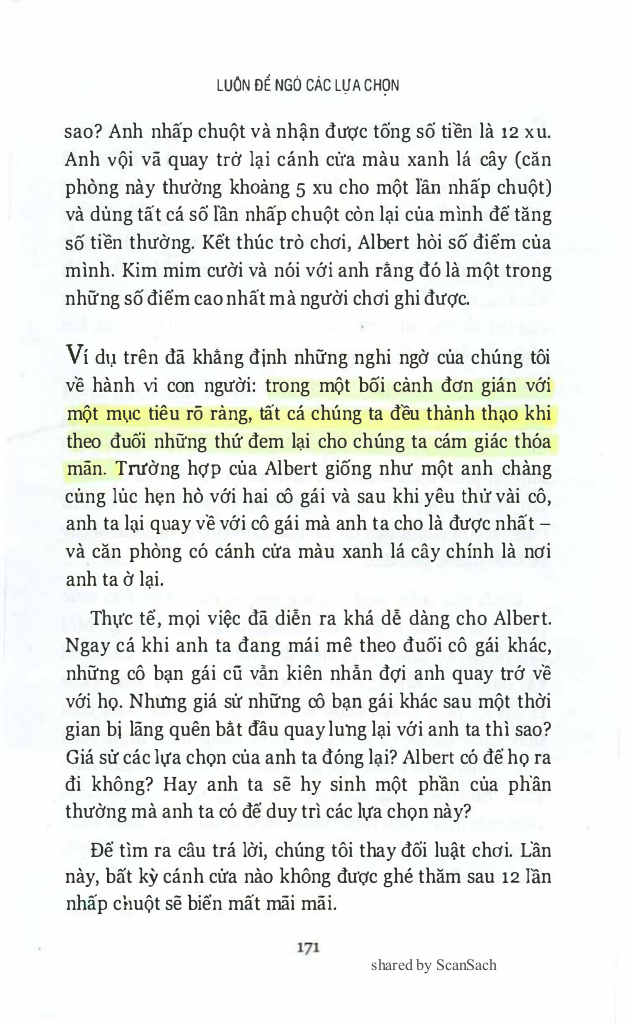 LUÔN ĐỂ NGỎ CÁC LỰA CHỌN
sao? Anh nhấp chuột và nhận được tổng số tiền là 12 xu.
Anh vội vã quay trở lại cánh cửa màu xanh lá cây (căn
phòng này thường khoảng 5 xu cho một lần nhấp chuột)
và dùng tất cả số lần nhấp chuột còn lại của mình để tăng
số tiền thưởng. Kết thúc trò chơi, Albert hỏi số điểm của
mình. Kim mim cười và nói với anh rằng đó là một trong
những số điểm cao nhất mà người chơi ghi được.
Ví dụ trên đã khẳng định những nghi ngờ của chúng tôi
về hành vi con người: trong một bối cảnh đơn giản với
một mục tiêu rõ ràng, tất cả chúng ta đều thành thạo khi
theo đuổi những thứ đem lại cho chúng ta cảm giác thỏa
mãn. Trường hợp của Albert giống như một anh chàng
cùng lúc hẹn hò với hai cô gái và sau khi yêu thử vài cô,
anh ta lại quay về với cô gái mà anh ta cho là được nhất –
và căn phòng có cánh cửa màu xanh lá cây chính là nơi
anh ta ở lại.
Thực tế, mọi việc đã diễn ra khá dễ dàng cho Albert.
Ngay cả khi anh ta đang mải mê theo đuổi cô gái khác,
những cô bạn gái cũ vẫn kiên nhẫn đợi anh quay trở về
với họ. Nhưng giả sử những cô bạn gái khác sau một thời
gian bị lãng quên bắt đầu quay lưng lại với anh ta thì sao?
Giả sử các lựa chọn của anh ta đóng lại? Albert có để họ ra
đi không? Hay anh ta sẽ hy sinh một phần của phần
thưởng mà anh ta có để duy trì các lựa chọn này?
Để tìm ra câu trả lời, chúng tôi thay đổi luật chơi. Lần
này, bất kỳ cánh cửa nào không được ghé thăm sau 12 lần
nhấp chuột sẽ biến mất mãi mãi.
171
shared by ScanSach